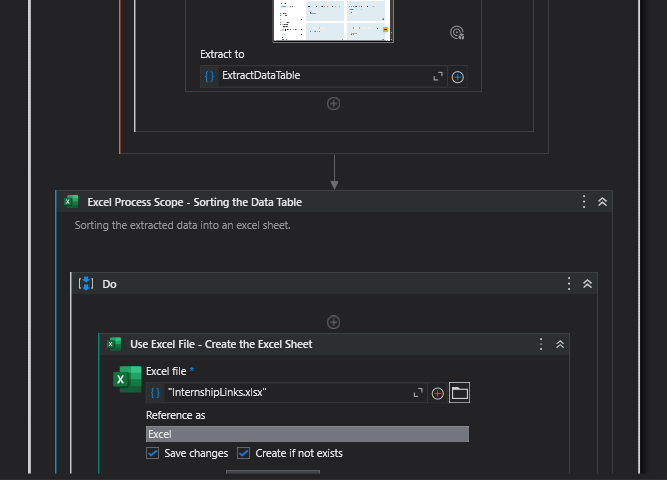 Extract to
ExtractDataTable
Excel Process Scope - Sorting the Data Table
Sorting the extracted data into an excel sheet.
Do
Use Excel File - Create the Excel Sheet
Excel file *
"InternshipLinks.xlsx"
Reference as
Excel
Save changes
Create if not exists